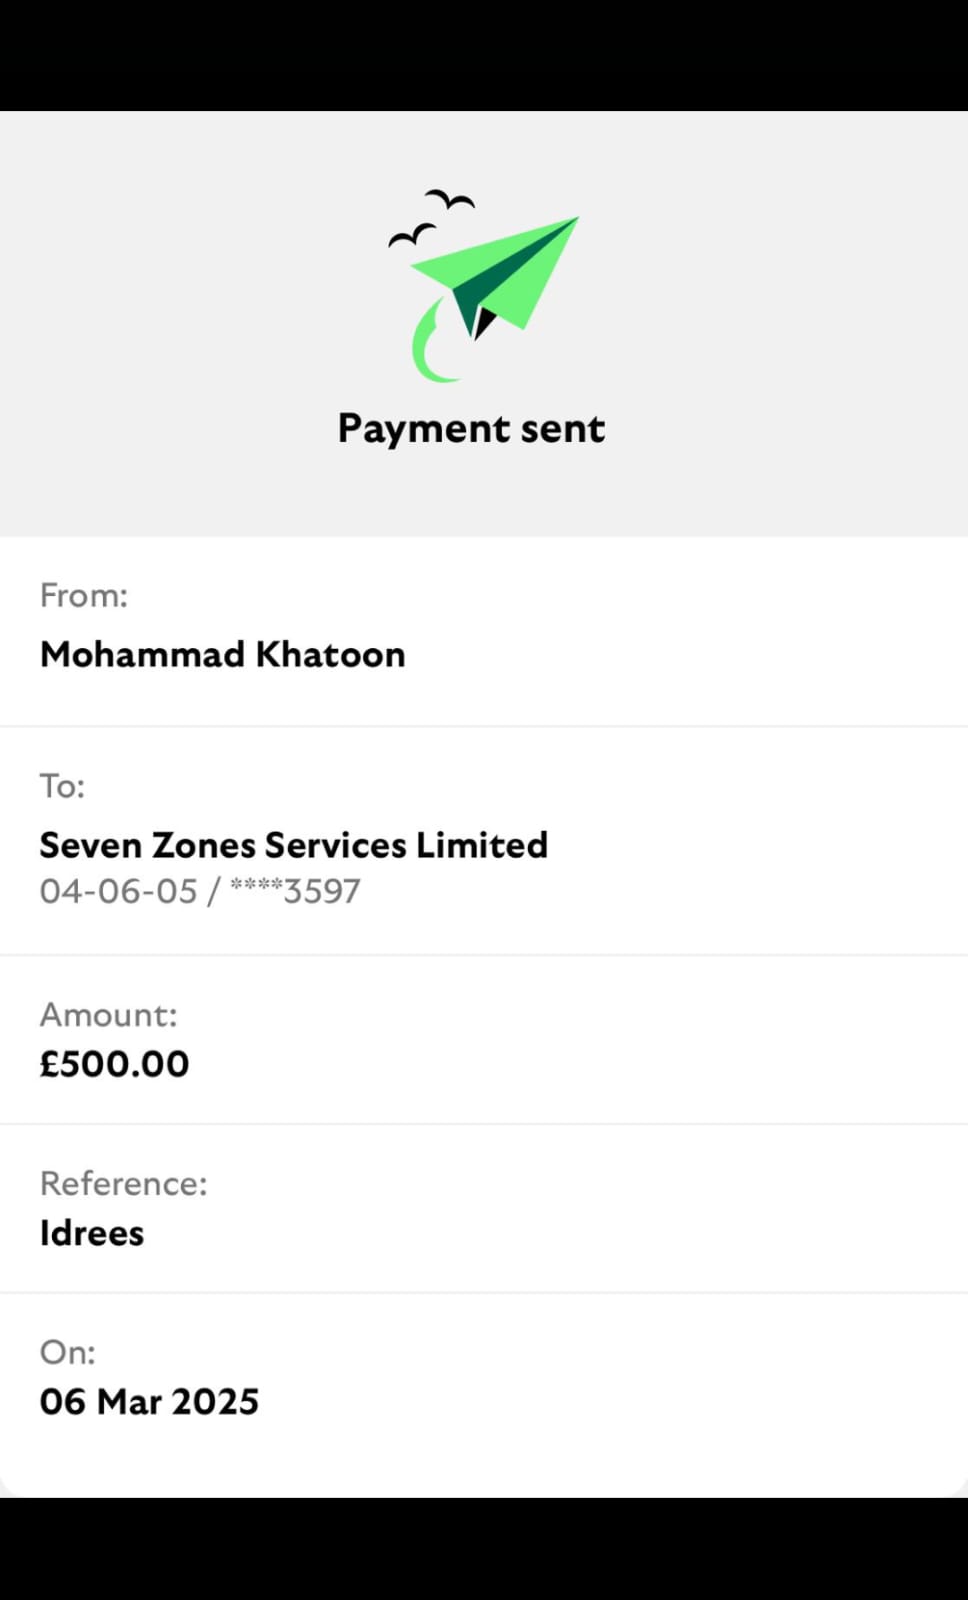 Payment sent
From:
Mohammad Khatoon
To:
Seven Zones Services Limited
04-06-05 / ****3597
Amount:
£500.00
Reference:
Idrees
On:
06 Mar 2025